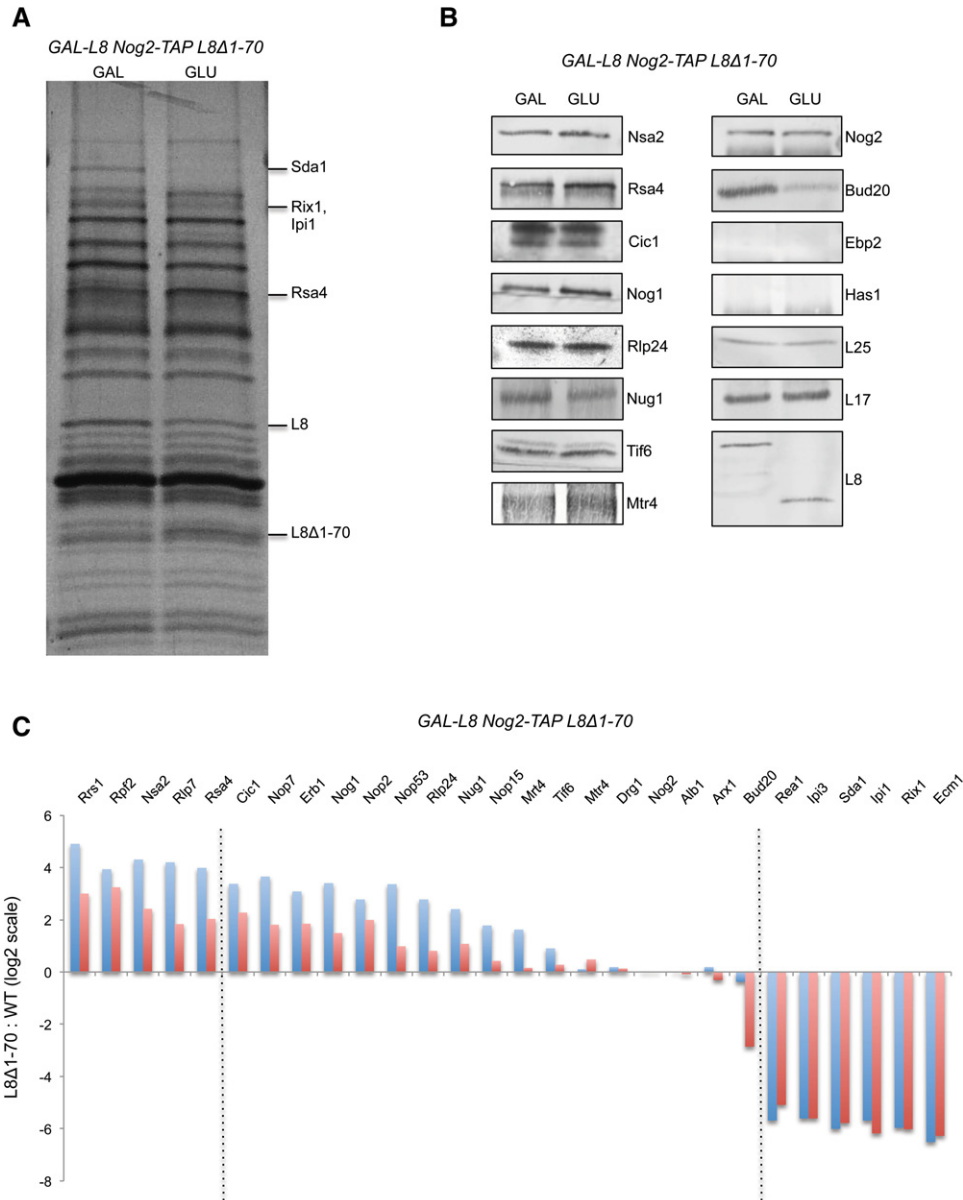 A
GAL-L8 Nog2-TAP L8Δ1-70
GAL GLU
Sda1
Rix1,
Ipi1
Rsa4
L8
L8Δ1-70
B
GAL-L8 Nog2-TAP L8Δ1-70
GAL GLU
Nsa2
Rsa4
Cic1
Nog1
Rlp24
Nug1
Tif6
Mtr4
GAL GLU
Nog2
Bud20
Ebp2
Has1
L25
L17
L8
C
GAL-L8 Nog2-TAP L8Δ1-70
Rrs1 Rpf2 Nsa2 Rlp7 Rsa4 Cic1 Nop7 Erb1 Nog1 Nop2 Nop53 Rlp24 Nug1 Nop15 Mrt4 Tif6 Mtr4 Drg1 Nog2 Alb1 Arx1 Bud20 Rea1 Ipi3 Sda1 Ipi1 Rix1 Ecm1
L8Δ1-70 : WT (log2 scale)
6
4
2
0
-2
-4
-6
-8